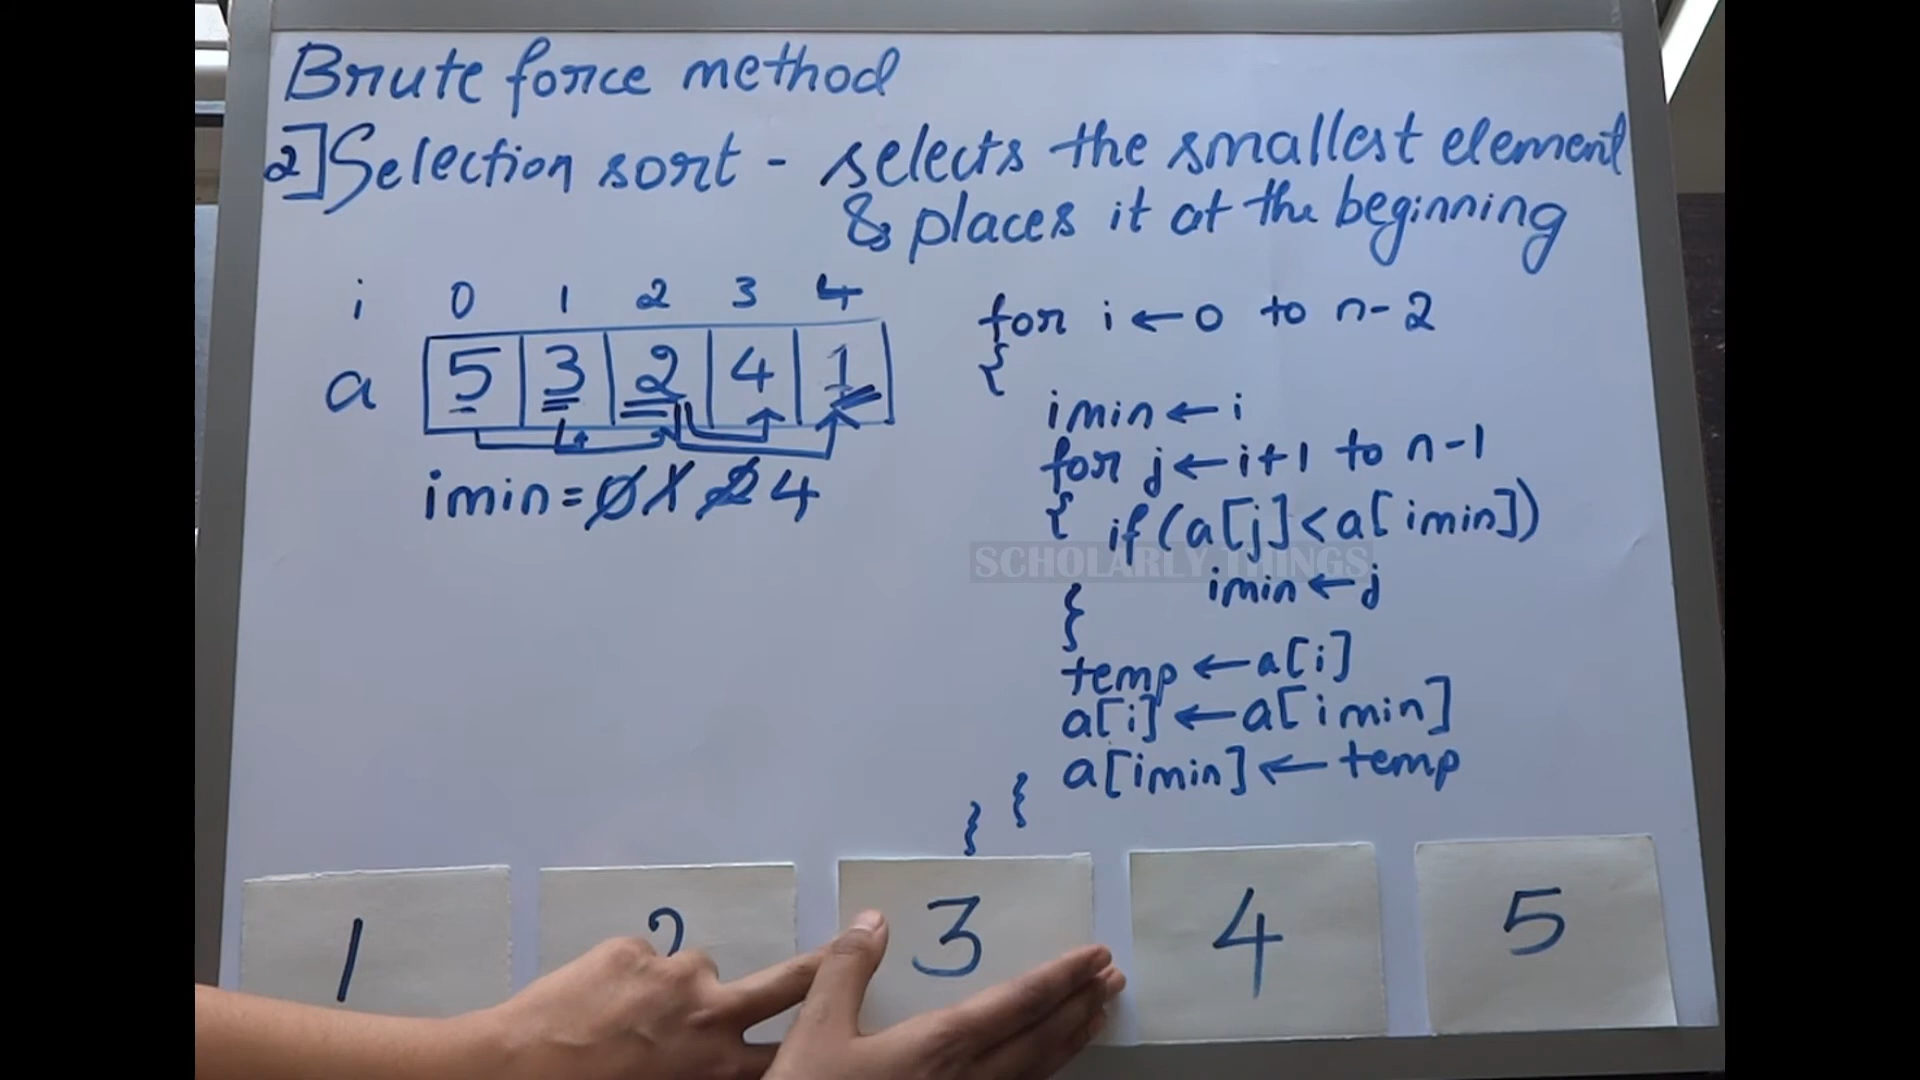 Brute force method
2] Selection sort - selects the smallest element
& places it at the beginning
i 0 1 2 3 4
a 5 3 2 4 1
imin = 0 1 2 4
for i ← 0 to n-2
{
imin ← i
for j ← i+1 to n-1
{ if (a[j] < a[imin])
imin ← j
}
temp ← a[i]
a[i] ← a[imin]
a[imin] ← temp
}
}
SCHOLARLY THINGS
1 2 3 4 5